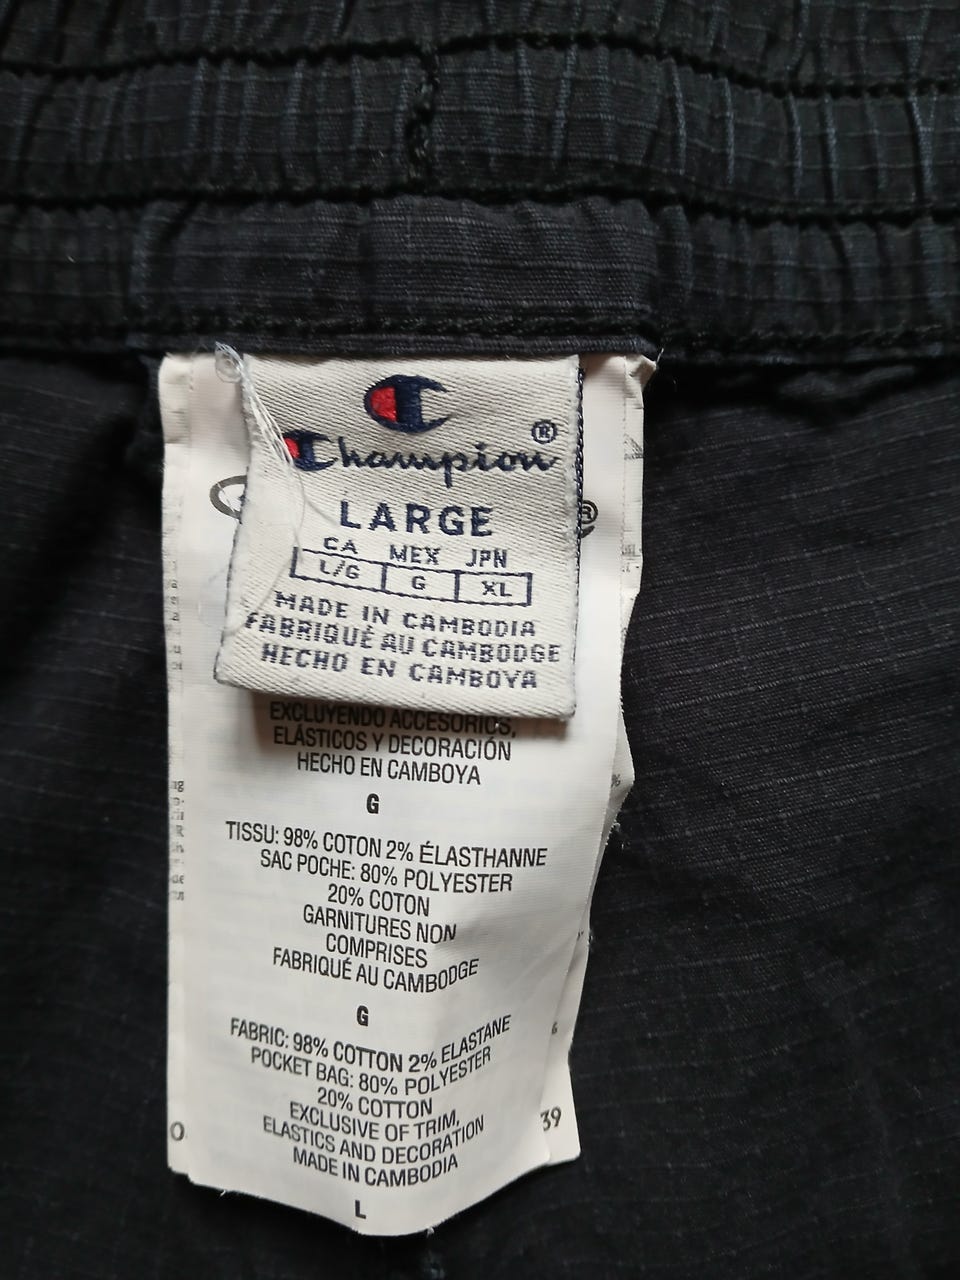 Champion®
LARGE
CA MEX JPN
L/G G XL
MADE IN CAMBODIA
FABRIQUÉ AU CAMBODGE
HECHO EN CAMBOYA
®
EXCLUYENDO ACCESORIOS,
ELÁSTICOS Y DECORACIÓN
HECHO EN CAMBOYA
G
TISSU: 98% COTON 2% ÉLASTHANNE
SAC POCHE: 80% POLYESTER
20% COTON
GARNITURES NON
COMPRISES
FABRIQUÉ AU CAMBODGE
G
FABRIC: 98% COTTON 2% ELASTANE
POCKET BAG: 80% POLYESTER
20% COTTON
EXCLUSIVE OF TRIM,
ELASTICS AND DECORATION
MADE IN CAMBODIA
L
39